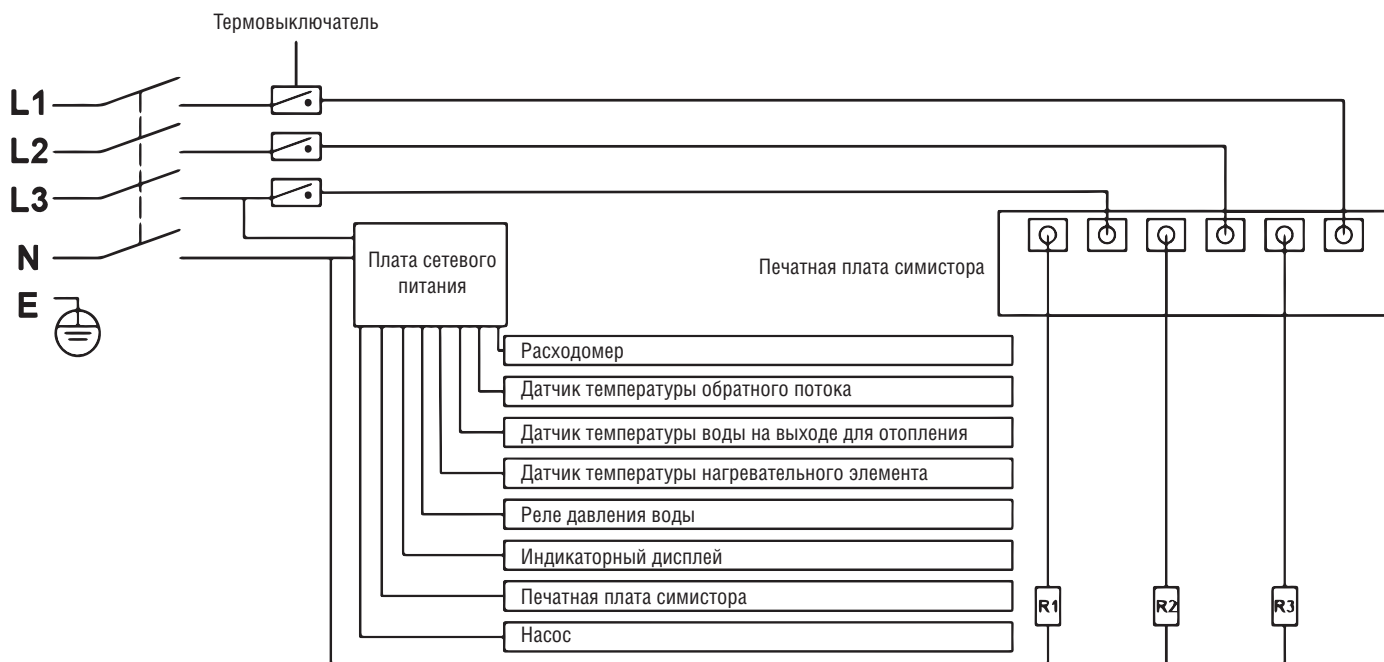 Термовыключатель
L1
L2
L3
N
E
Плата сетевого
питания
Печатная плата симистора
Расходомер
Датчик температуры обратного потока
Датчик температуры воды на выходе для отопления
Датчик температуры нагревательного элемента
Реле давления воды
Индикаторный дисплей
Печатная плата симистора
Насос
R1
R2
R3